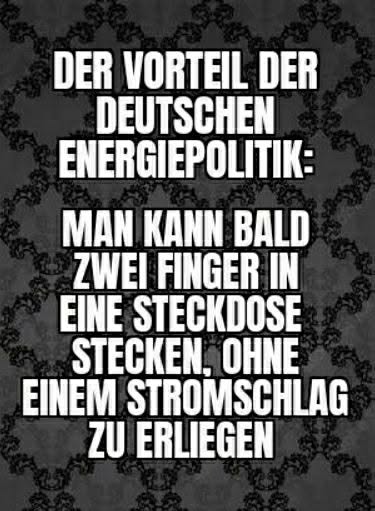 DER VORTEIL DER
DEUTSCHEN
ENERGIEPOLITIK:
MAN KANN BALD
ZWEI FINGER IN
EINE STECKDOSE
STECKEN, OHNE
EINEM STROMSCHLAG
ZU ERLIEGEN